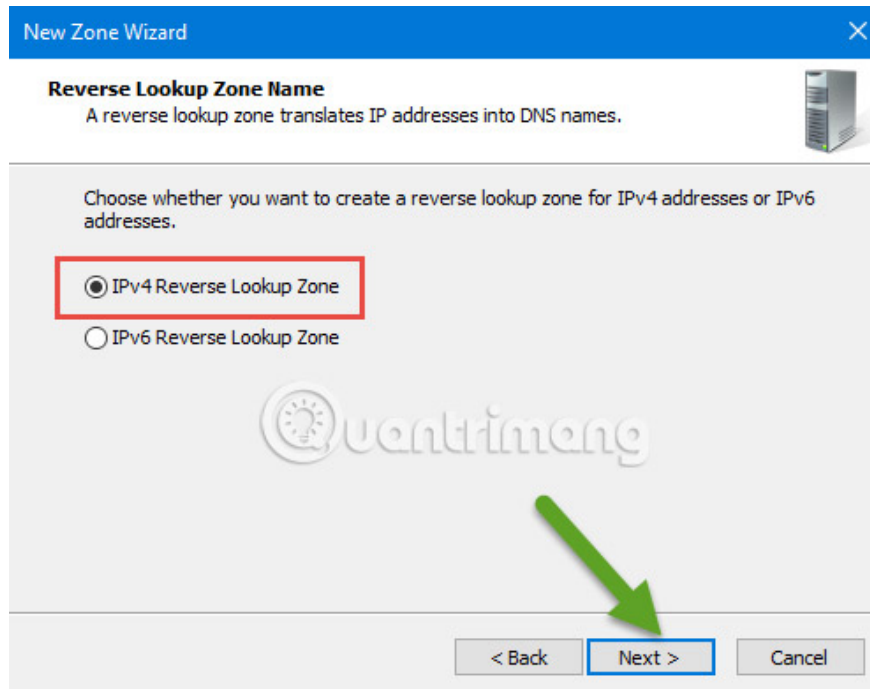 New Zone Wizard
Reverse Lookup Zone Name
A reverse lookup zone translates IP addresses into DNS names.
Choose whether you want to create a reverse lookup zone for IPv4 addresses or IPv6
addresses.
IPv4 Reverse Lookup Zone
IPv6 Reverse Lookup Zone
Quantrimang
< Back
Next >
Cancel